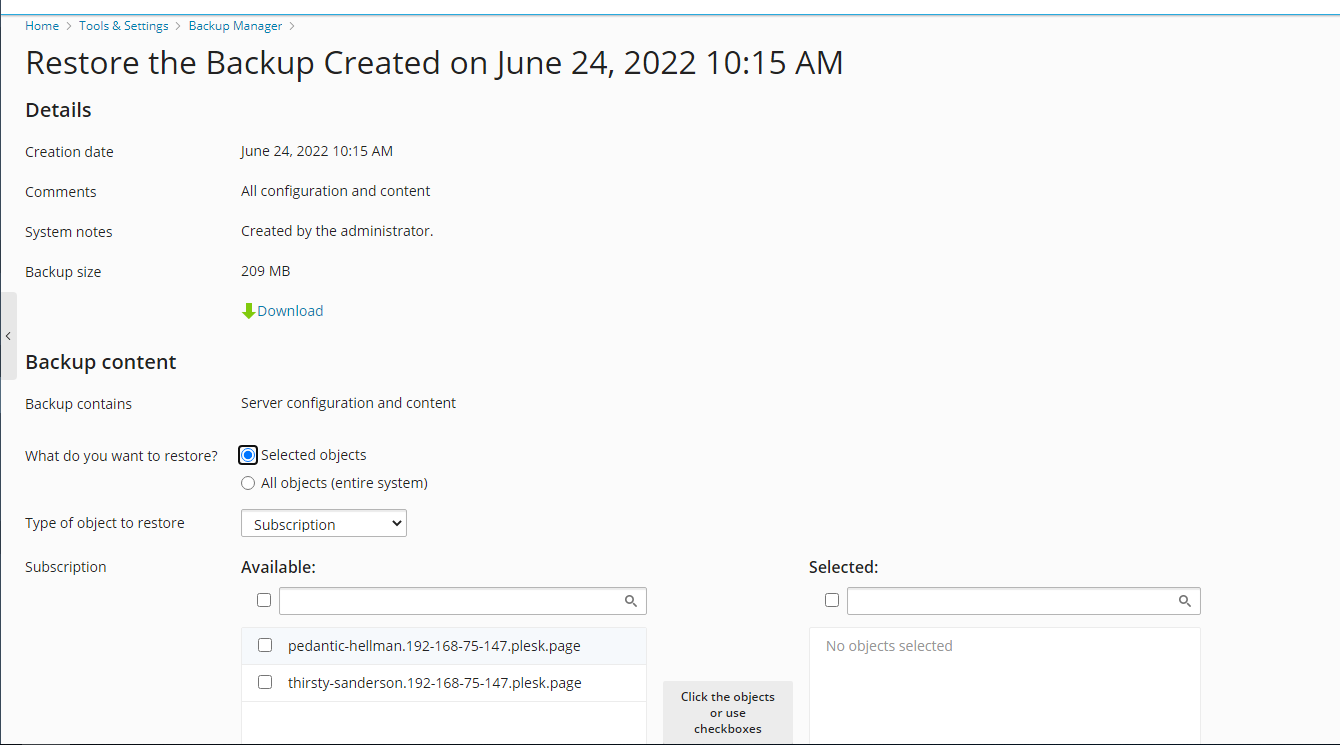 Home > Tools & Settings > Backup Manager >
Restore the Backup Created on June 24, 2022 10:15 AM
Details
Creation date June 24, 2022 10:15 AM
Comments All configuration and content
System notes Created by the administrator.
Backup size 209 MB
Download
Backup content
Backup contains Server configuration and content
What do you want to restore? Selected objects
All objects (entire system)
Type of object to restore Subscription
Subscription Available: Selected:
pedantic-hellman.192-168-75-147.plesk.page No objects selected
thirsty-sanderson.192-168-75-147.plesk.page
Click the objects
or use
checkboxes